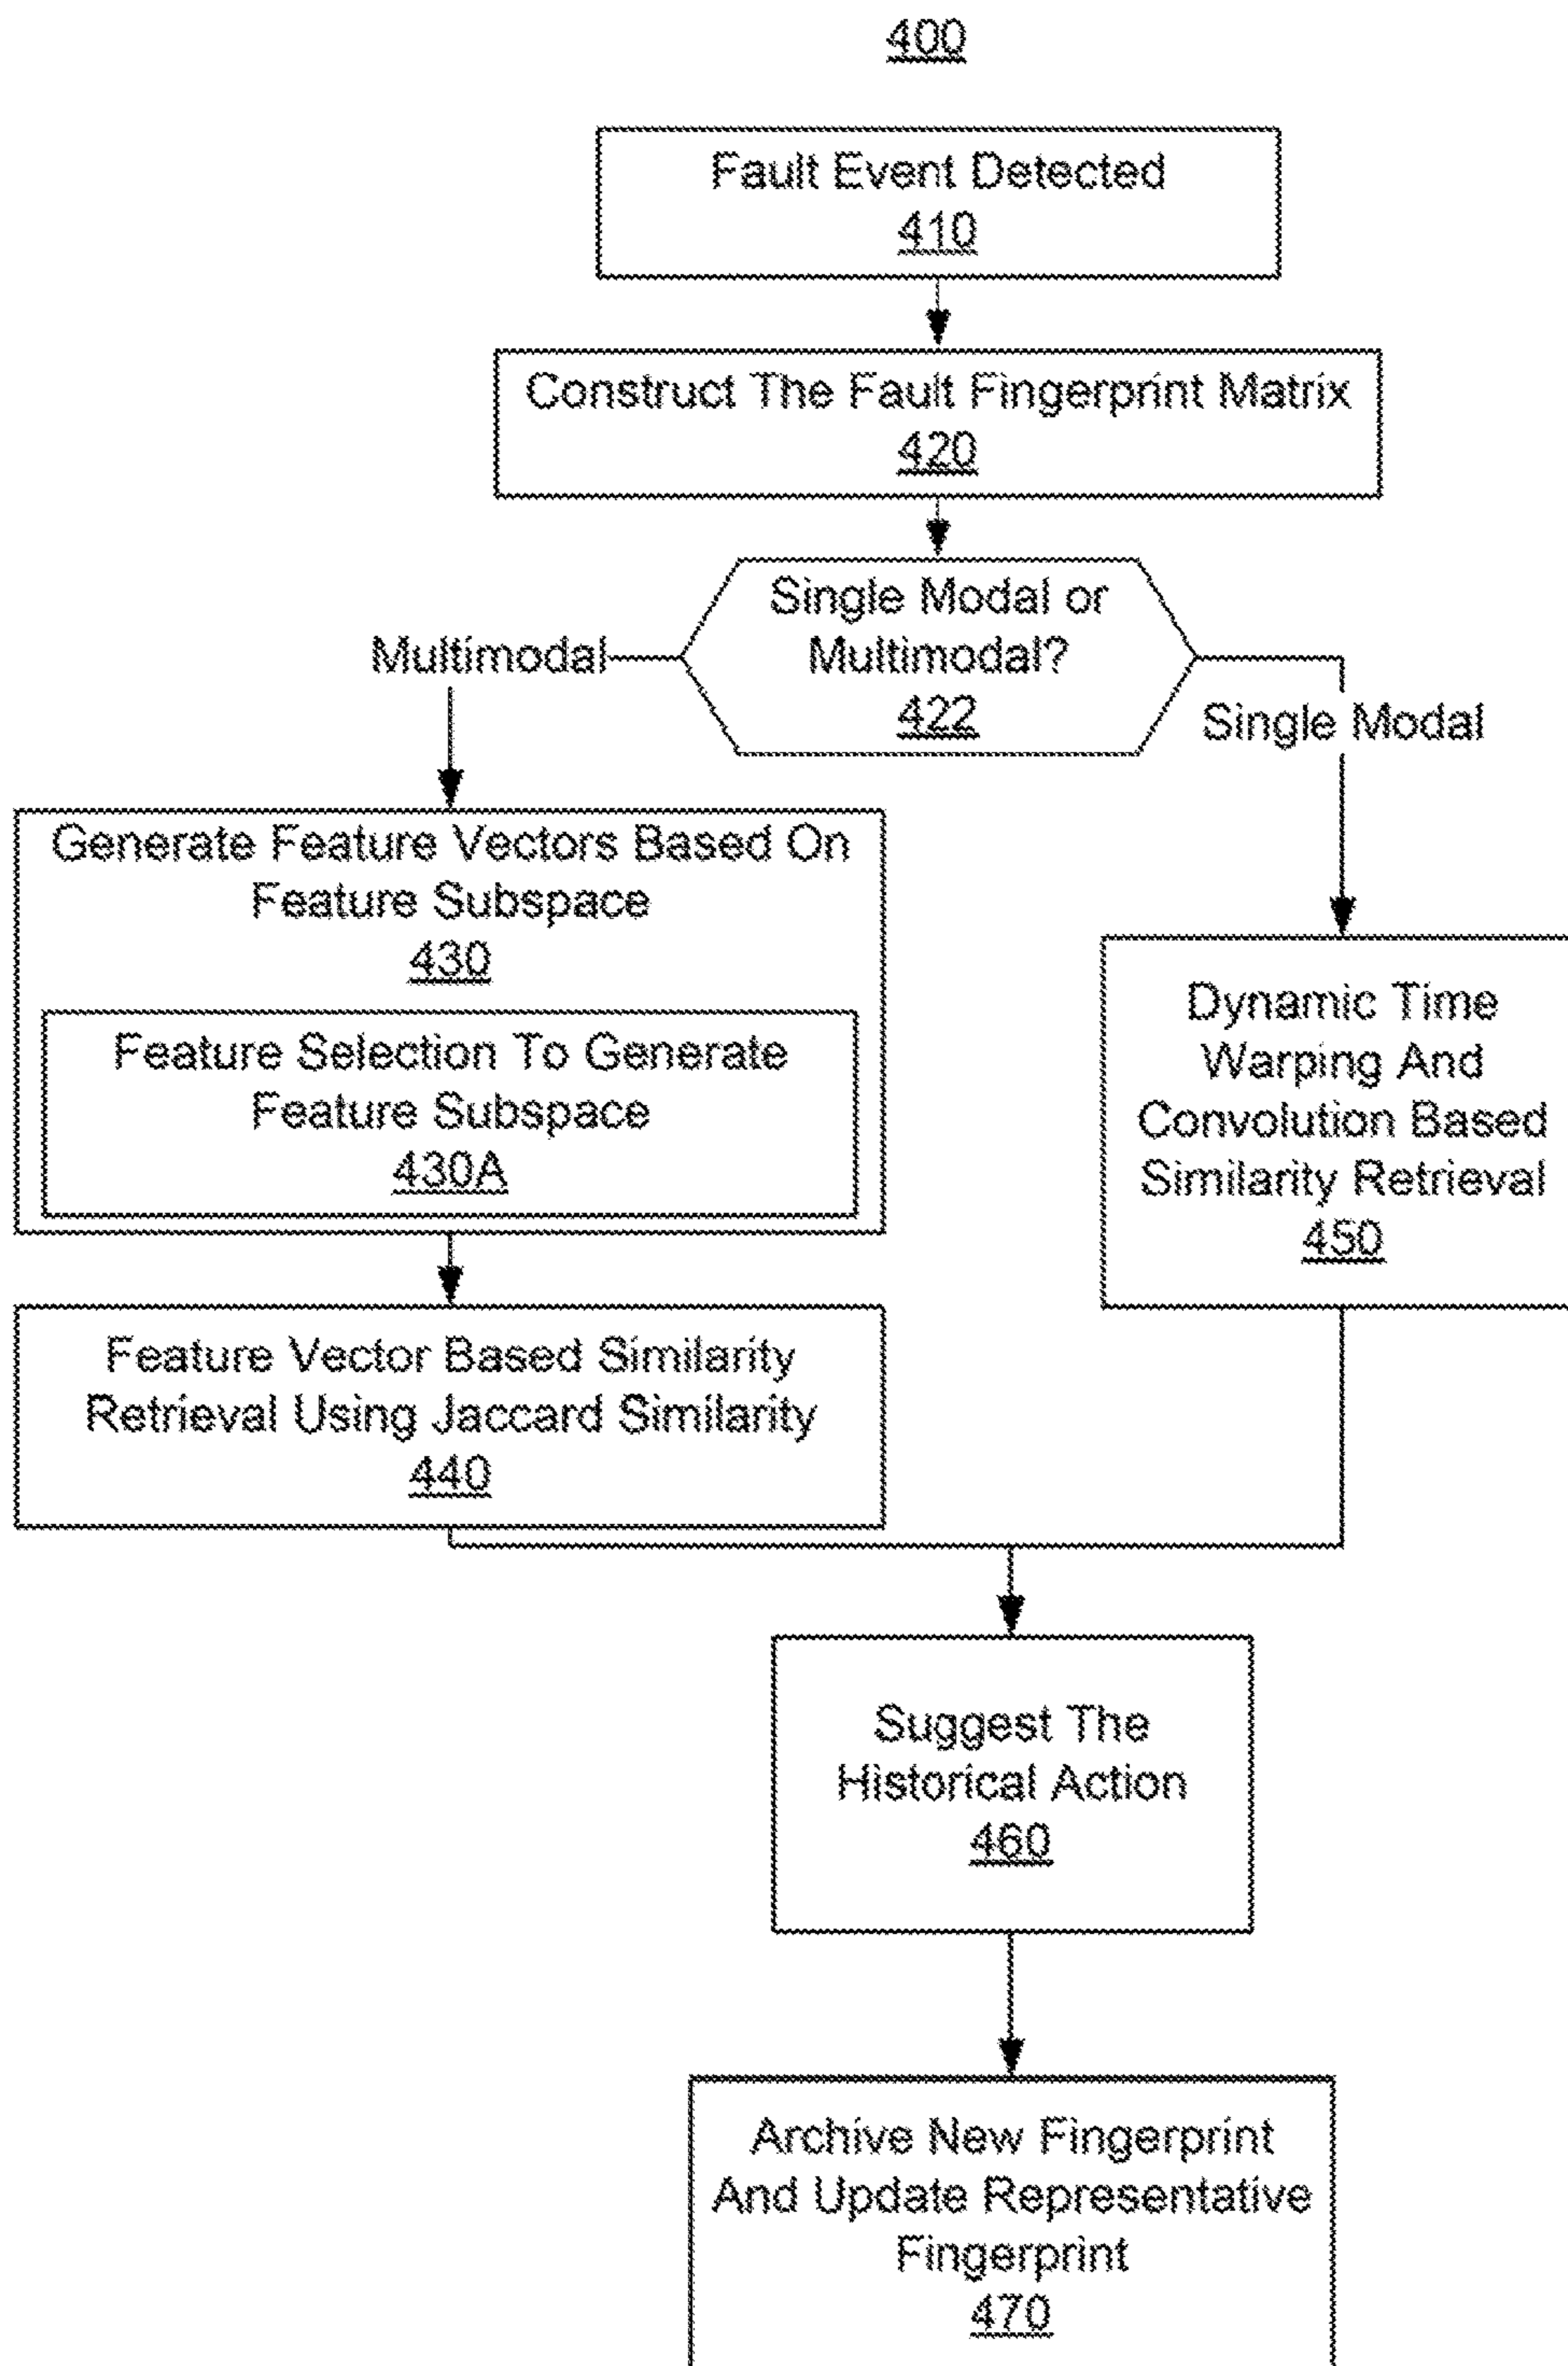 400
Fault Event Detected
410
Construct The Fault Fingerprint Matrix
420
Single Modal or
Multimodal?
422
Multimodal
Single Modal
Generate Feature Vectors Based On
Feature Subspace
430
Feature Selection To Generate
Feature Subspace
430A
Dynamic Time
Warping And
Convolution Based
Similarity Retrieval
450
Feature Vector Based Similarity
Retrieval Using Jaccard Similarity
440
Suggest The
Historical Action
460
Archive New Fingerprint
And Update Representative
Fingerprint
470